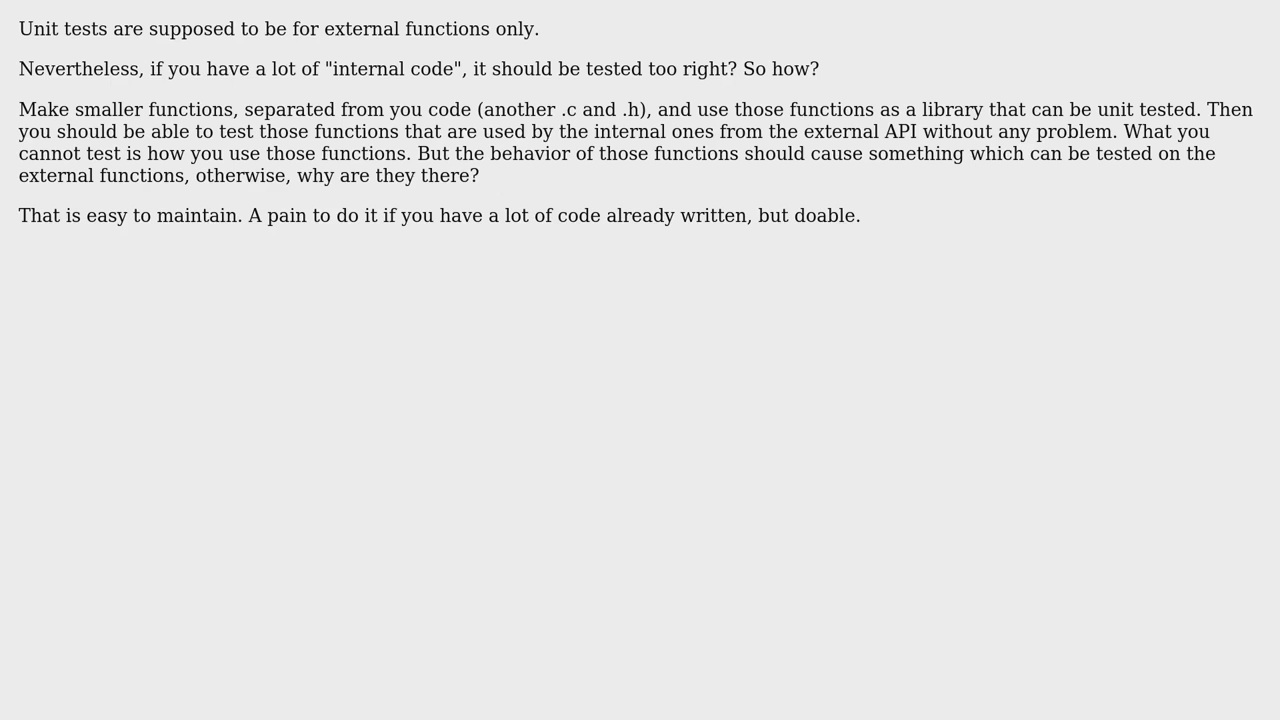 Unit tests are supposed to be for external functions only.
Nevertheless, if you have a lot of "internal code", it should be tested too right? So how?
Make smaller functions, separated from you code (another .c and .h), and use those functions as a library that can be unit tested. Then
you should be able to test those functions that are used by the internal ones from the external API without any problem. What you
cannot test is how you use those functions. But the behavior of those functions should cause something which can be tested on the
external functions, otherwise, why are they there?
That is easy to maintain. A pain to do it if you have a lot of code already written, but doable.